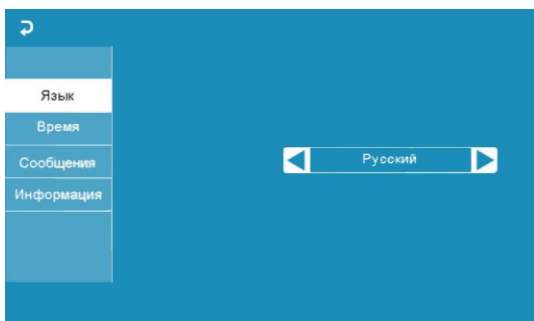 Язык
Время
Русский
Сообщения
Информация